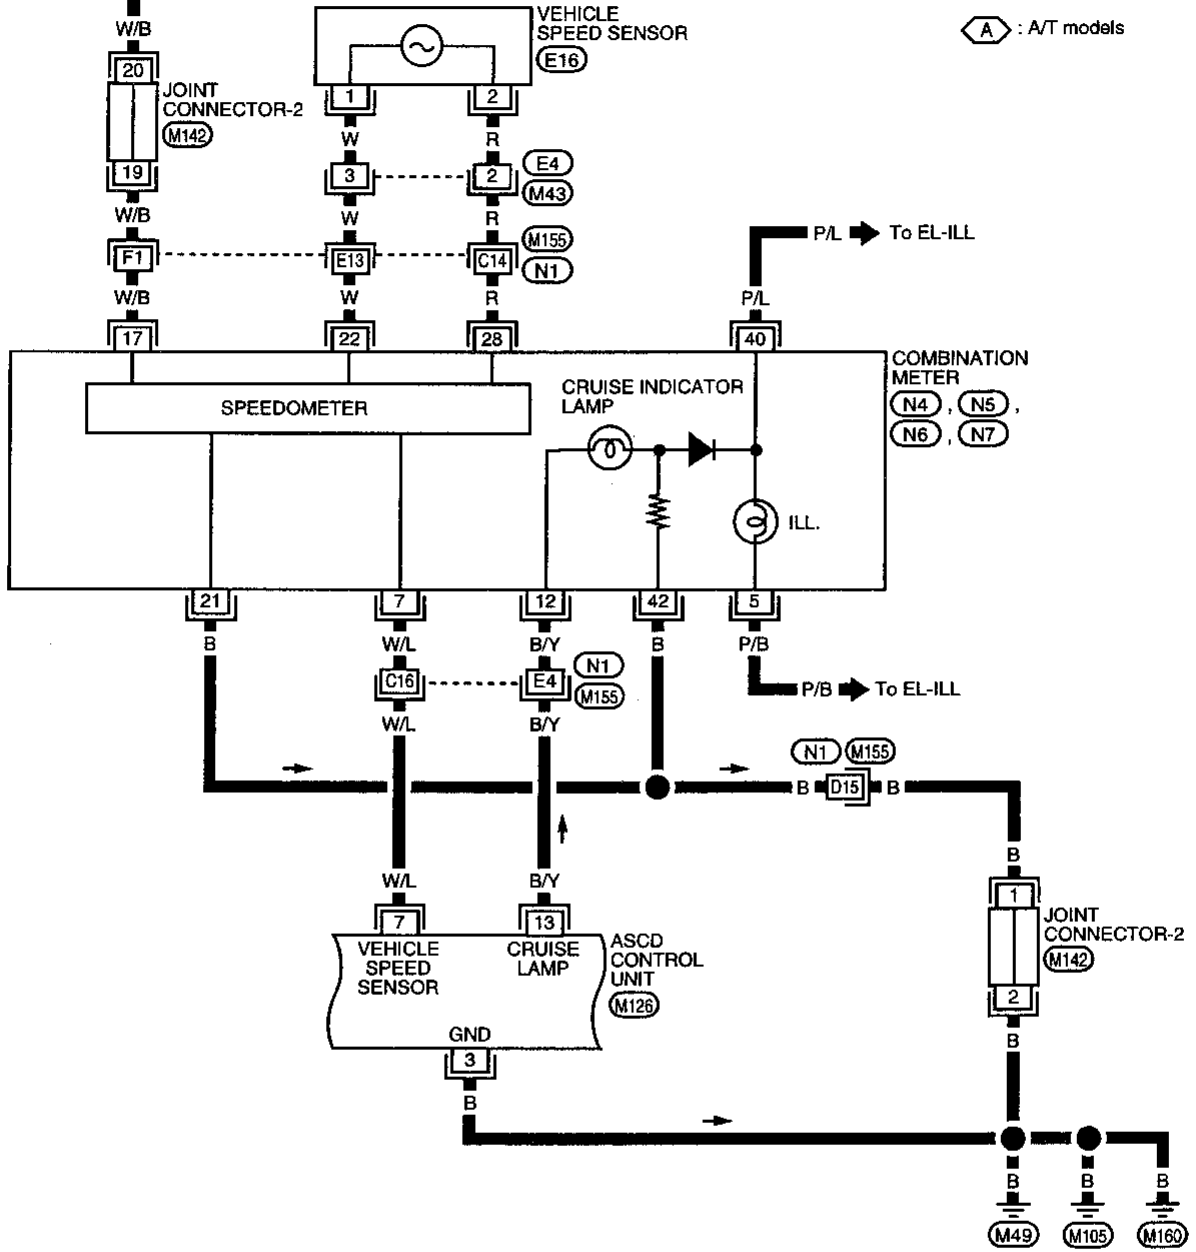 W/B
20
JOINT
CONNECTOR-2
M142
19
W/B
F1
W/B
17
VEHICLE
SPEED SENSOR
E16
1 2
W R
3 2
E4
M43
W R
E13 C14
M155
N1
W R
22 28
A : A/T models
P/L To EL-ILL
P/L
40
COMBINATION
METER
N4 , N5 ,
N6 , N7
SPEEDOMETER
CRUISE INDICATOR
LAMP
ILL.
21 7 12 42 5
B W/L B/Y B P/B
C16 E4
N1
M155
W/L B/Y
P/B To EL-ILL
N1 M155
B D15 B
B
W/L B/Y
7 13
VEHICLE
SPEED
SENSOR
CRUISE
LAMP
ASCD
CONTROL
UNIT
M126
GND
3
B
1
JOINT
CONNECTOR-2
M142
2
B
B B B
M49 M105 M160